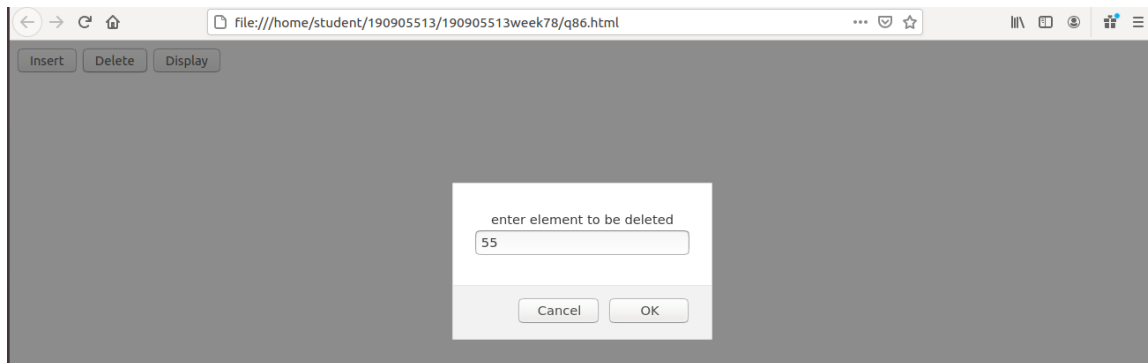 file:///home/student/190905513/190905513week78/q86.html
Insert Delete Display
enter element to be deleted
55
Cancel OK